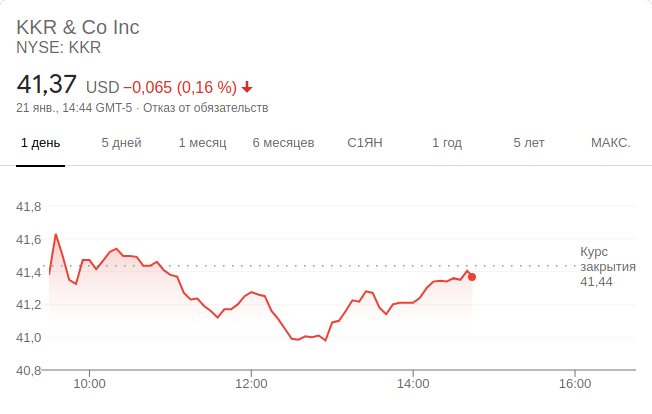 KKR & Co Inc
NYSE: KKR
41,37 USD −0,065 (0,16 %)
21 янв., 14:44 GMT-5 · Отказ от обязательств
1 день 5 дней 1 месяц 6 месяцев С1ЯН 1 год 5 лет МАКС.
41,8
41,6
Курс
закрытия
41,44
41,4
41,2
41,0
40,8
10:00 12:00 14:00 16:00